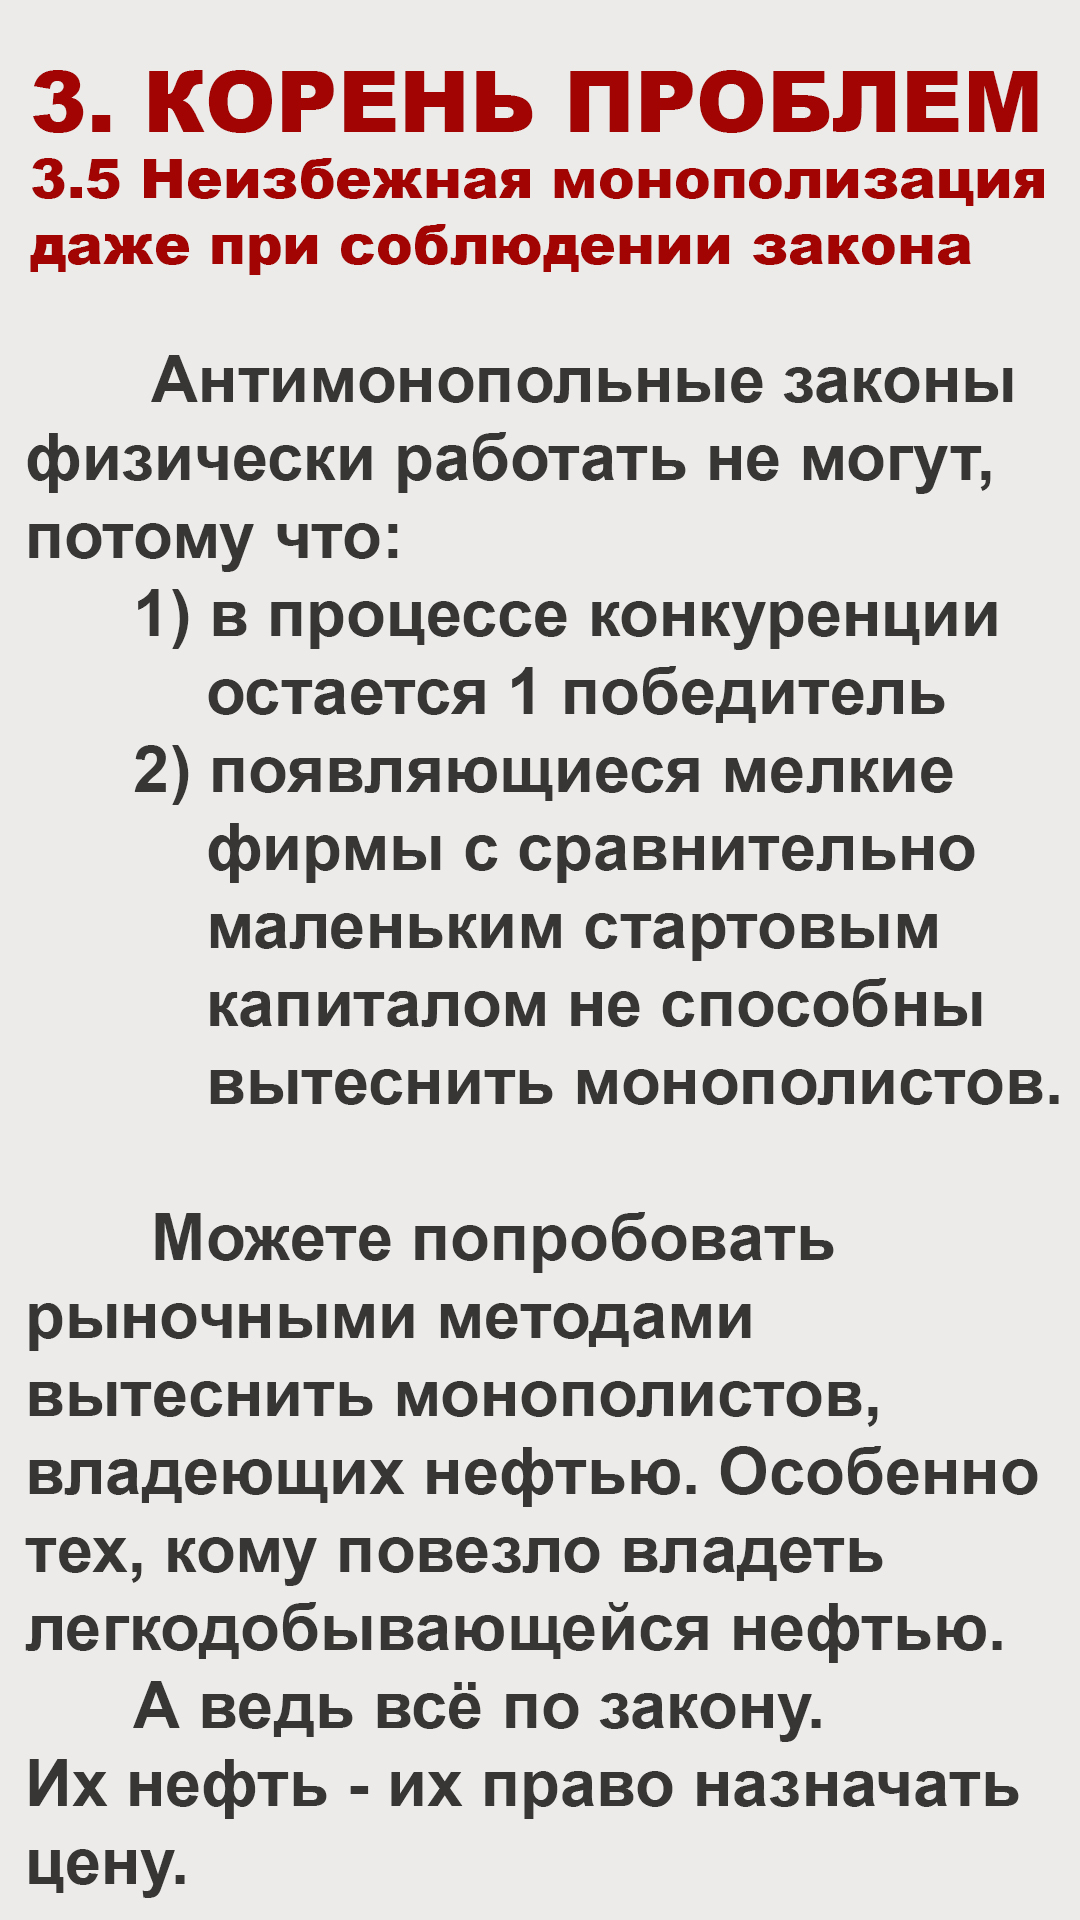 3. КОРЕНЬ ПРОБЛЕМ
3.5 Неизбежная монополизация
даже при соблюдении закона
Антимонопольные законы
физически работать не могут,
потому что:
1) в процессе конкуренции
остается 1 победитель
2) появляющиеся мелкие
фирмы с сравнительно
маленьким стартовым
капиталом не способны
вытеснить монополистов.
Можете попробовать
рыночными методами
вытеснить монополистов,
владеющих нефтью. Особенно
тех, кому повезло владеть
легкодобывающейся нефтью.
А ведь всё по закону.
Их нефть - их право назначать
цену.